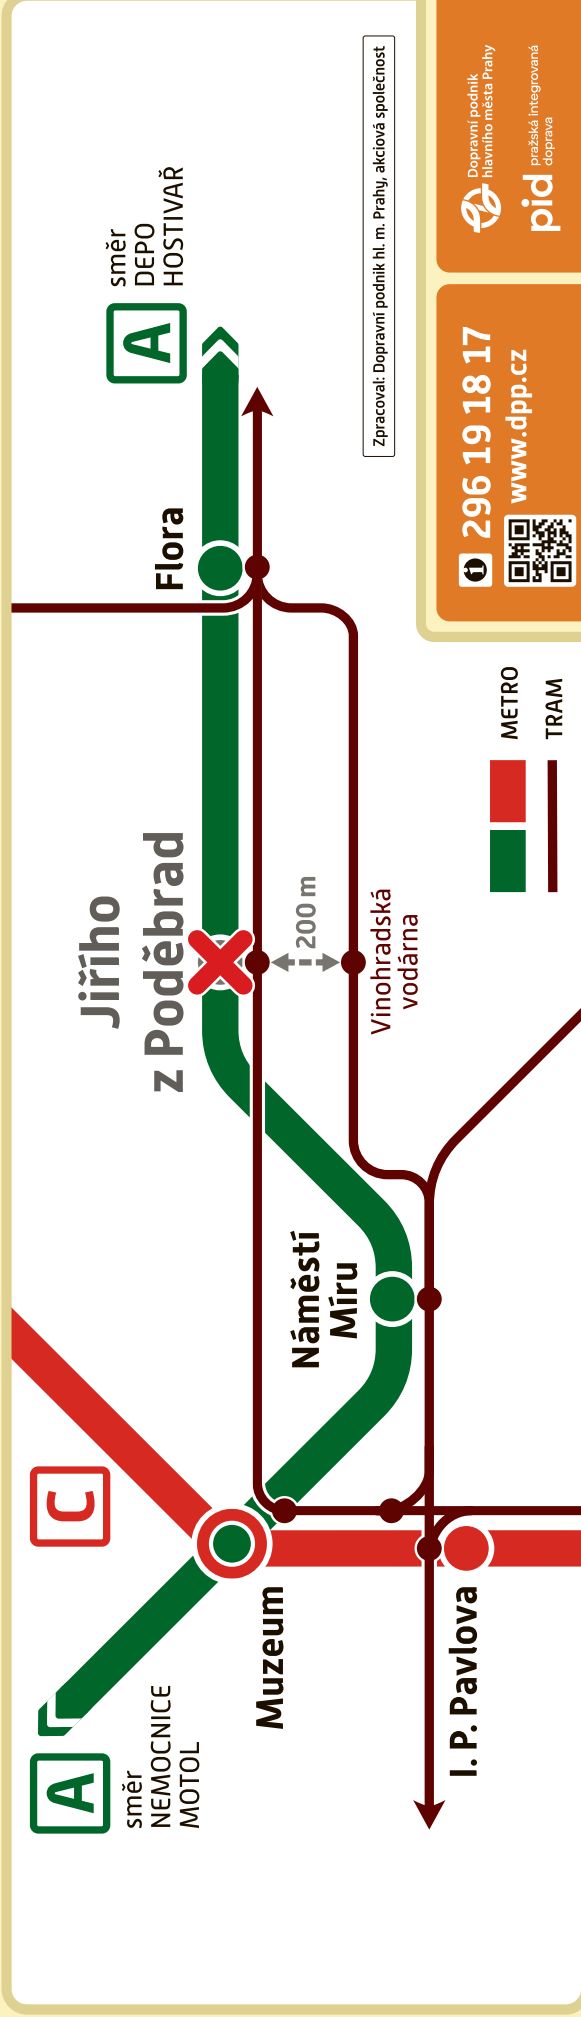 A
směr
NEMOCNICE
MOTOL
C
Muzeum
I. P. Pavlova
Náměstí
Míru
Jiřího
z Poděbrad
200 m
Vinohradská
vodárna
Flora
A
směr
DEPO
HOSTIVAŘ
METRO
TRAM
Zpracoval: Dopravní podnik hl. m. Prahy, akciová společnost
i 296 19 18 17
www.dpp.cz
Dopravní podnik
hlavního města Prahy
pid pražská integrovaná
doprava